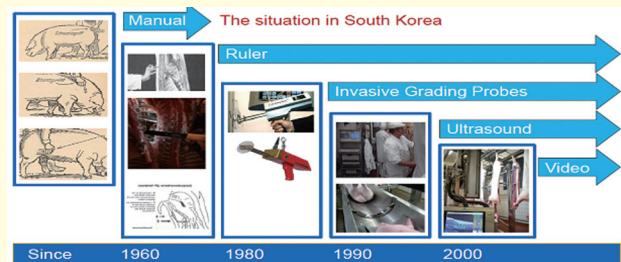 Manual
The situation in South Korea
Ruler
Invasive Grading Probes
Ultrasound
Video
Since 1960 1980 1990 2000